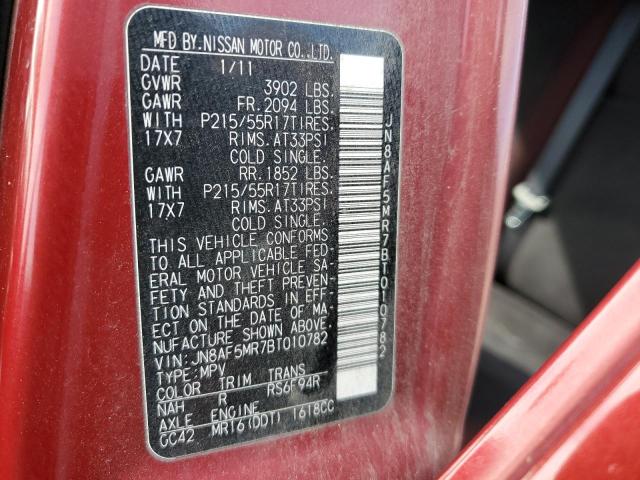 MFD BY.NISSAN MOTOR CO.,LTD.
DATE 1/11
GVWR 3902 LBS.
GAWR FR.2094 LBS.
WITH P215/55R17TIRES.
17X7 RIMS.AT33PSI
COLD SINGLE.
GAWR RR.1852 LBS.
WITH P215/55R17TIRES.
17X7 RIMS.AT33PSI
COLD SINGLE.
THIS VEHICLE CONFORMS
TO ALL APPLICABLE FED-
ERAL MOTOR VEHICLE SA-
FETY AND THEFT PREVEN-
TION STANDARDS IN EFF-
ECT ON THE DATE OF MA-
NUFACTURE SHOWN ABOVE.
VIN:JN8AF5MR7BT010782
TYPE:MPV
COLOR TRIM TRANS
NAH R RS6F94R
AXLE ENGINE
GC42 MR16(DDT) 1618CC
JN8AF5MR7BT010782